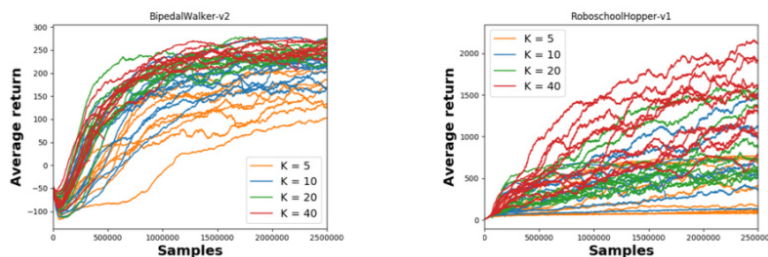 BipedalWalker-v2
300
250
200
150
100
50
0
−50
−100
Average return
0
500000
1000000
1500000
2000000
2500000
Samples
K = 5
K = 10
K = 20
K = 40
RoboschoolHopper-v1
2000
1500
1000
500
0
Average return
0
500000
1000000
1500000
2000000
250000
Samples
K = 5
K = 10
K = 20
K = 40